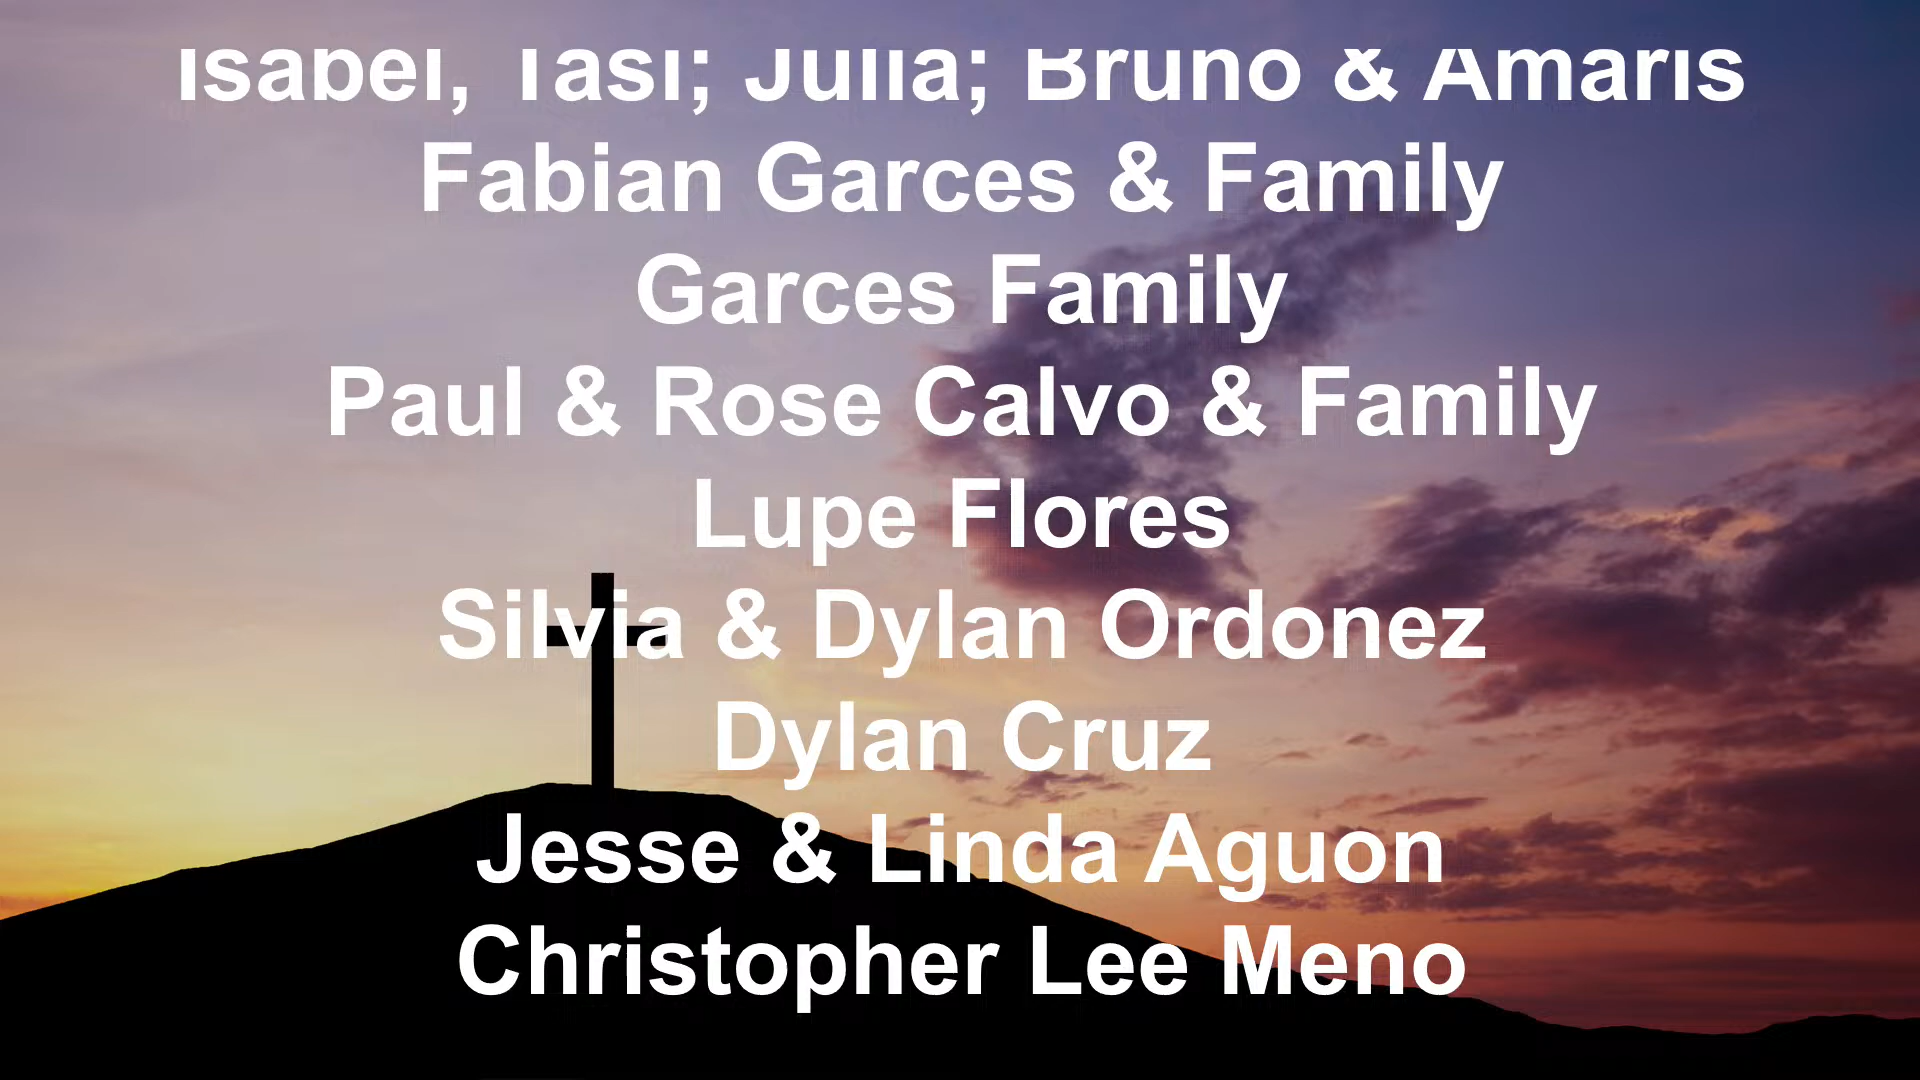 Isabel, Tasi; Julia; Bruno & Amaris
Fabian Garces & Family
Garces Family
Paul & Rose Calvo & Family
Lupe Flores
Silvia & Dylan Ordonez
Dylan Cruz
Jesse & Linda Aguon
Christopher Lee Meno